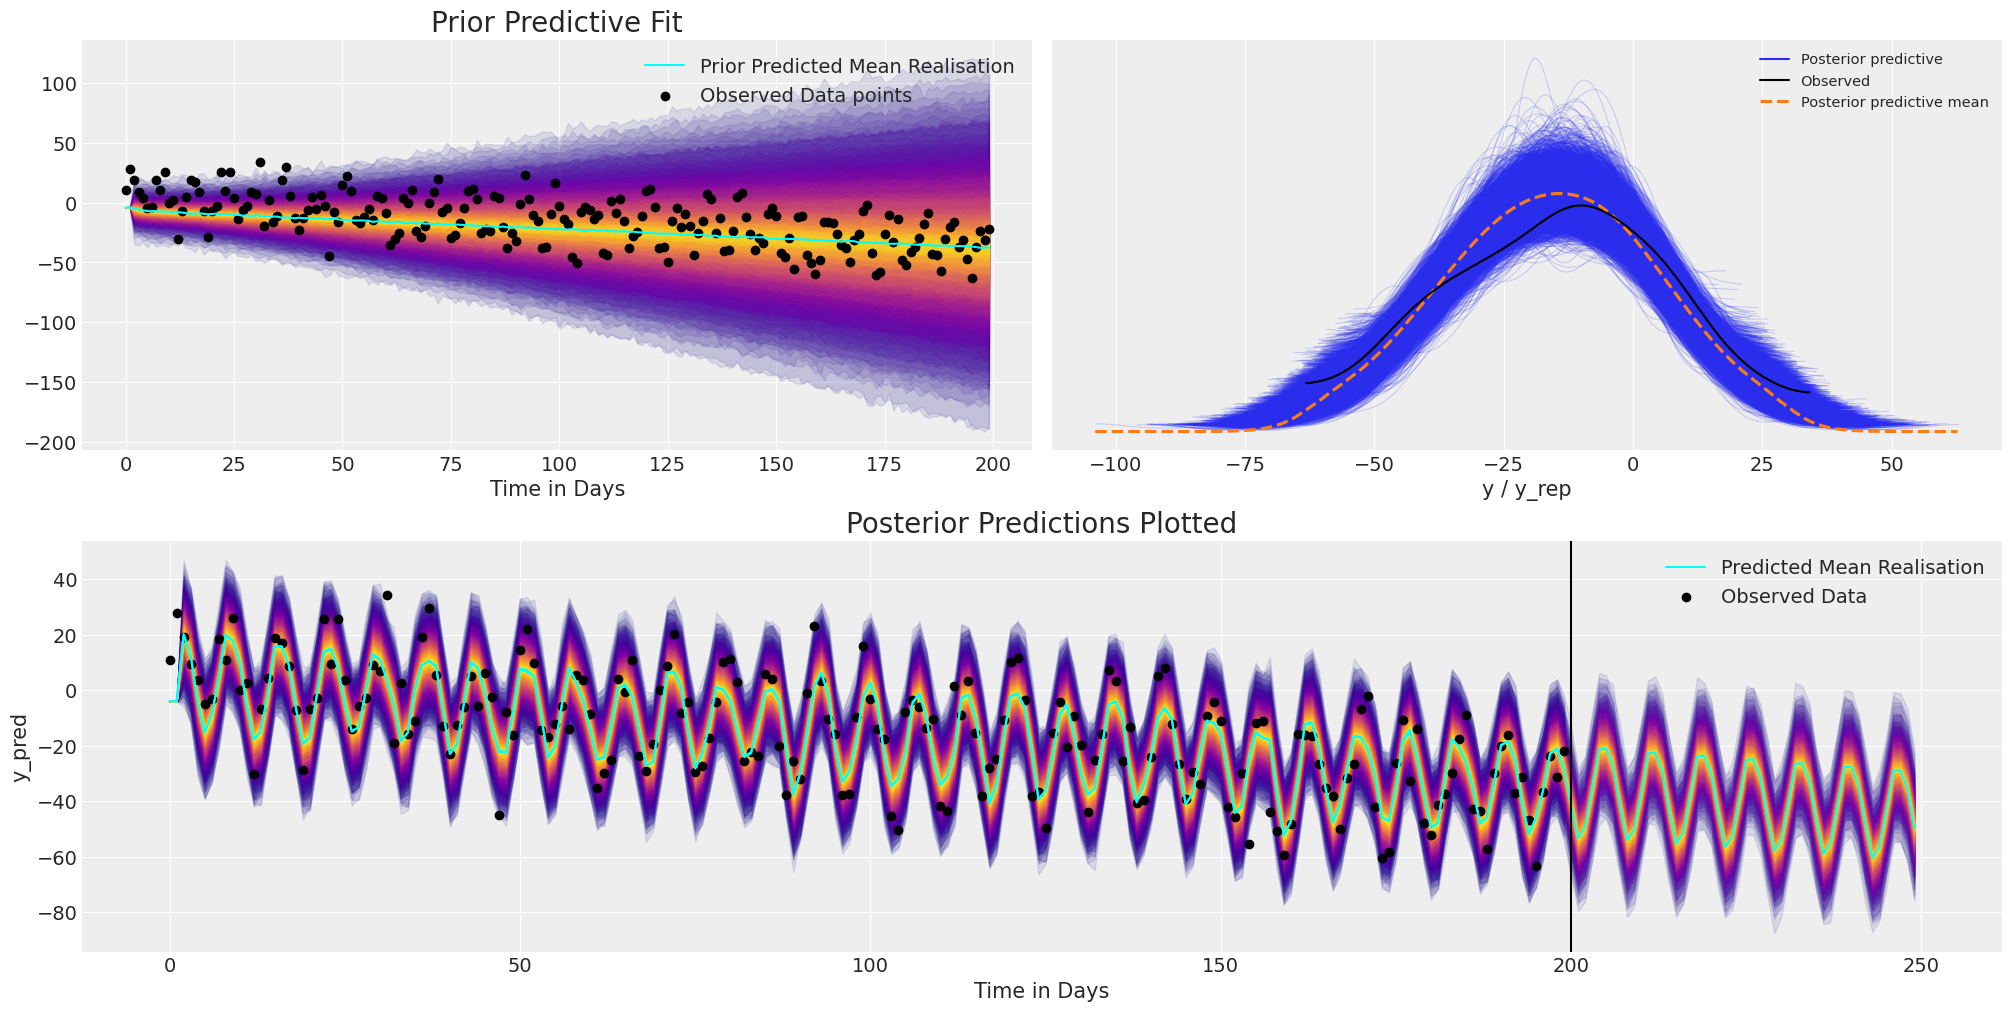 Prior Predictive Fit
Prior Predicted Mean Realisation
Observed Data points
100
50
0
−50
−100
−150
−200
0 25 50 75 100 125 150 175 200
Time in Days
Posterior predictive
Observed
Posterior predictive mean
−100 −75 −50 −25 0 25 50
y / y_rep
Posterior Predictions Plotted
Predicted Mean Realisation
Observed Data
y_pred
40
20
0
−20
−40
−60
−80
0 50 100 150 200 250
Time in Days